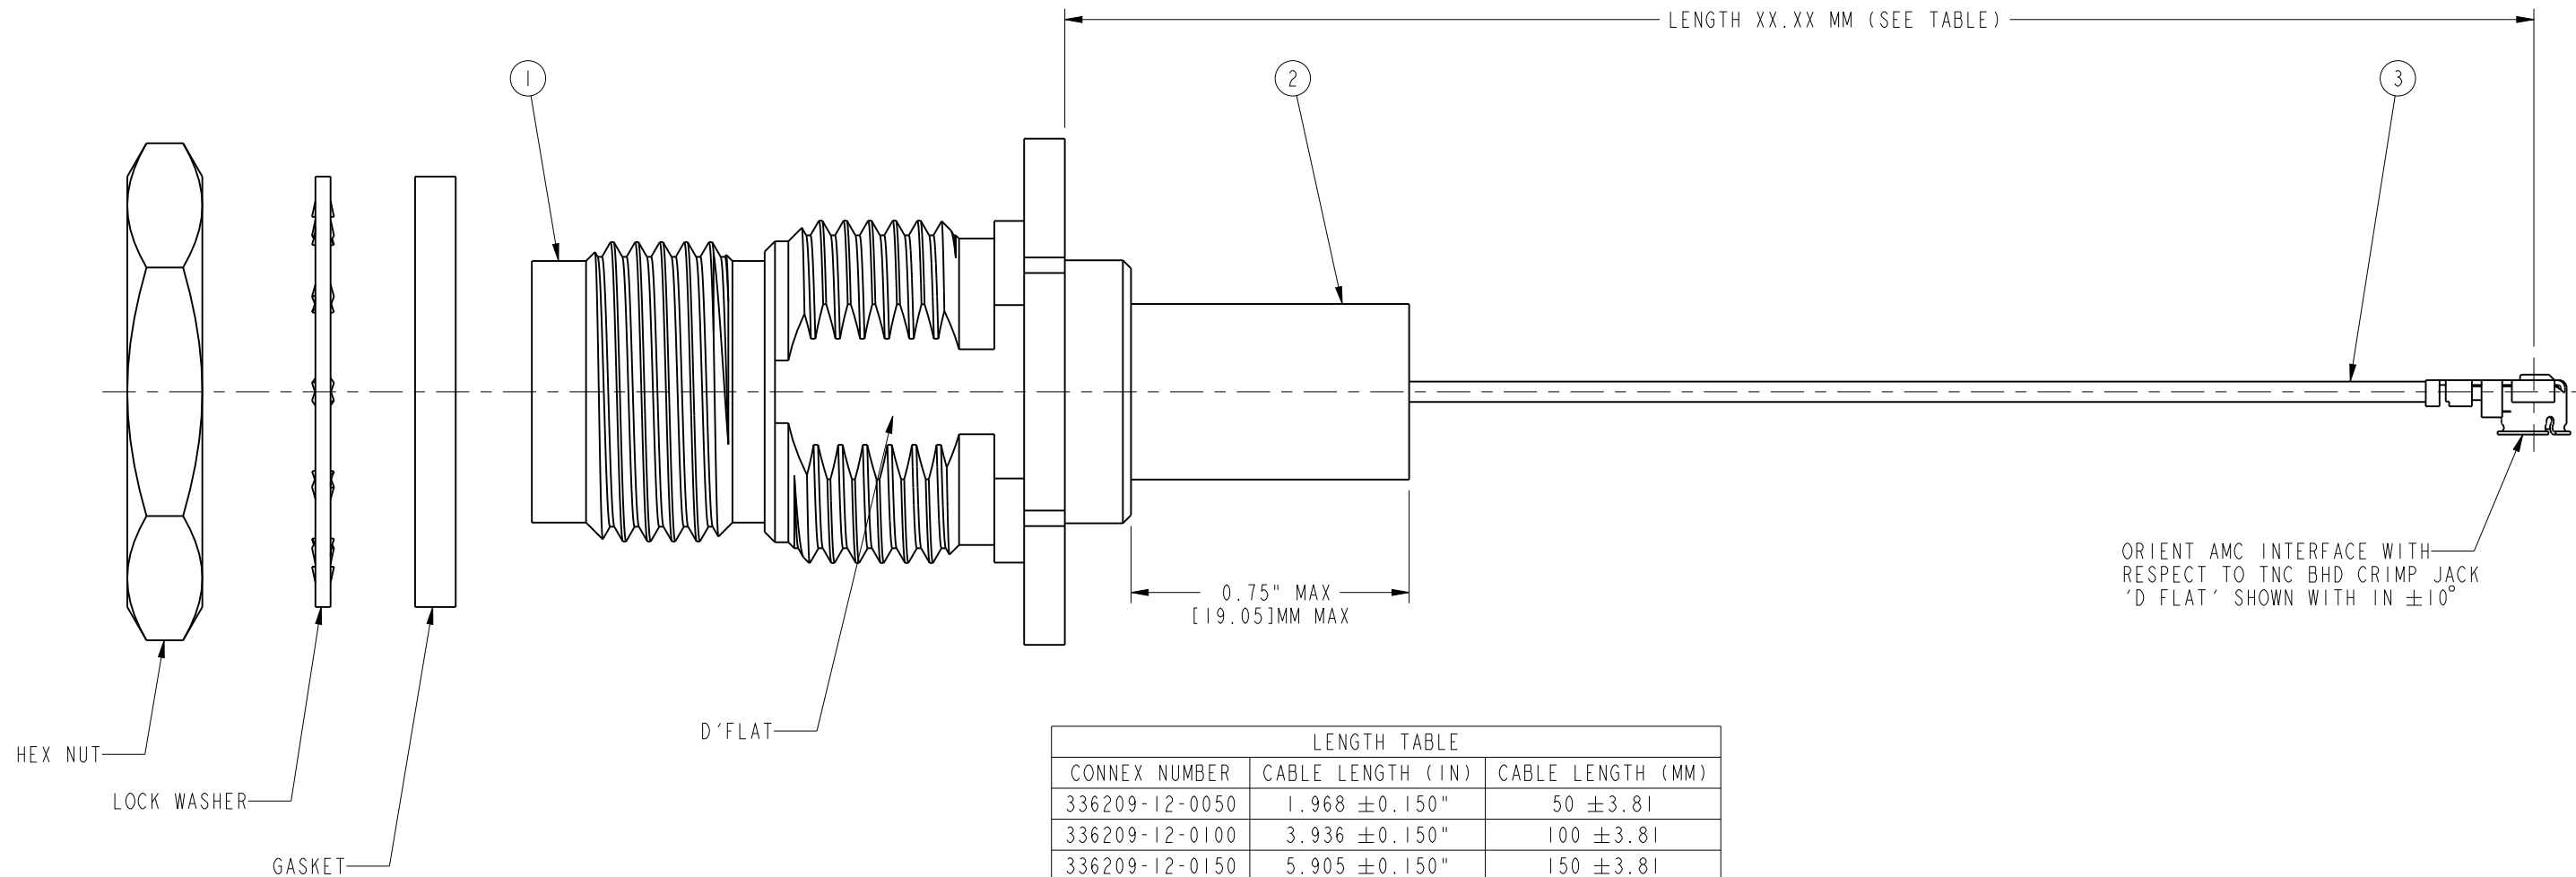 LENGTH XX.XX MM (SEE TABLE)
1
2
3
0.75" MAX
[19.05]MM MAX
ORIENT AMC INTERFACE WITH
RESPECT TO TNC BHD CRIMP JACK
'D FLAT' SHOWN WITH IN ±10°
D'FLAT
HEX NUT
LOCK WASHER
GASKET
LENGTH TABLE
CONNEX NUMBER CABLE LENGTH (IN) CABLE LENGTH (MM)
336209-12-0050 1.968 ±0.150" 50 ±3.81
336209-12-0100 3.936 ±0.150" 100 ±3.81
336209-12-0150 5.905 ±0.150" 150 ±3.81